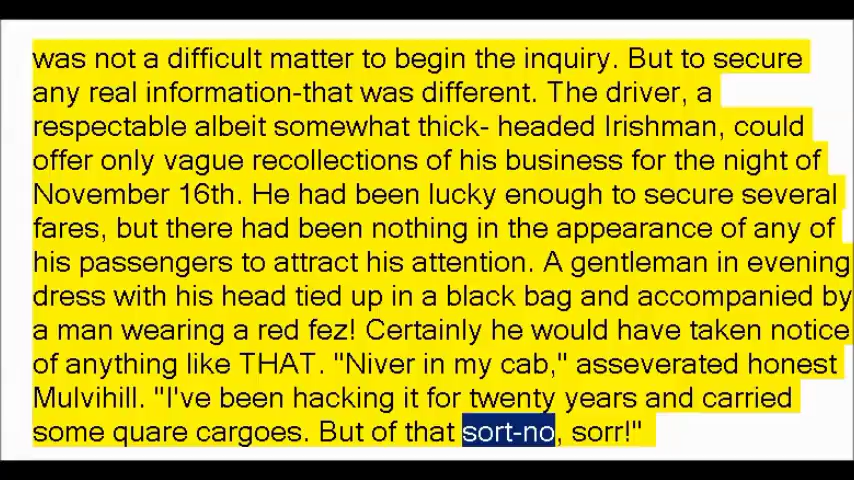 was not a difficult matter to begin the inquiry. But to secure
any real information-that was different. The driver, a
respectable albeit somewhat thick- headed Irishman, could
offer only vague recollections of his business for the night of
November 16th. He had been lucky enough to secure several
fares, but there had been nothing in the appearance of any of
his passengers to attract his attention. A gentleman in evening
dress with his head tied up in a black bag and accompanied by
a man wearing a red fez! Certainly he would have taken notice
of anything like THAT. "Niver in my cab," asseverated honest
Mulvihill. "I've been hacking it for twenty years and carried
some quare cargoes. But of that sort-no, sorr!"